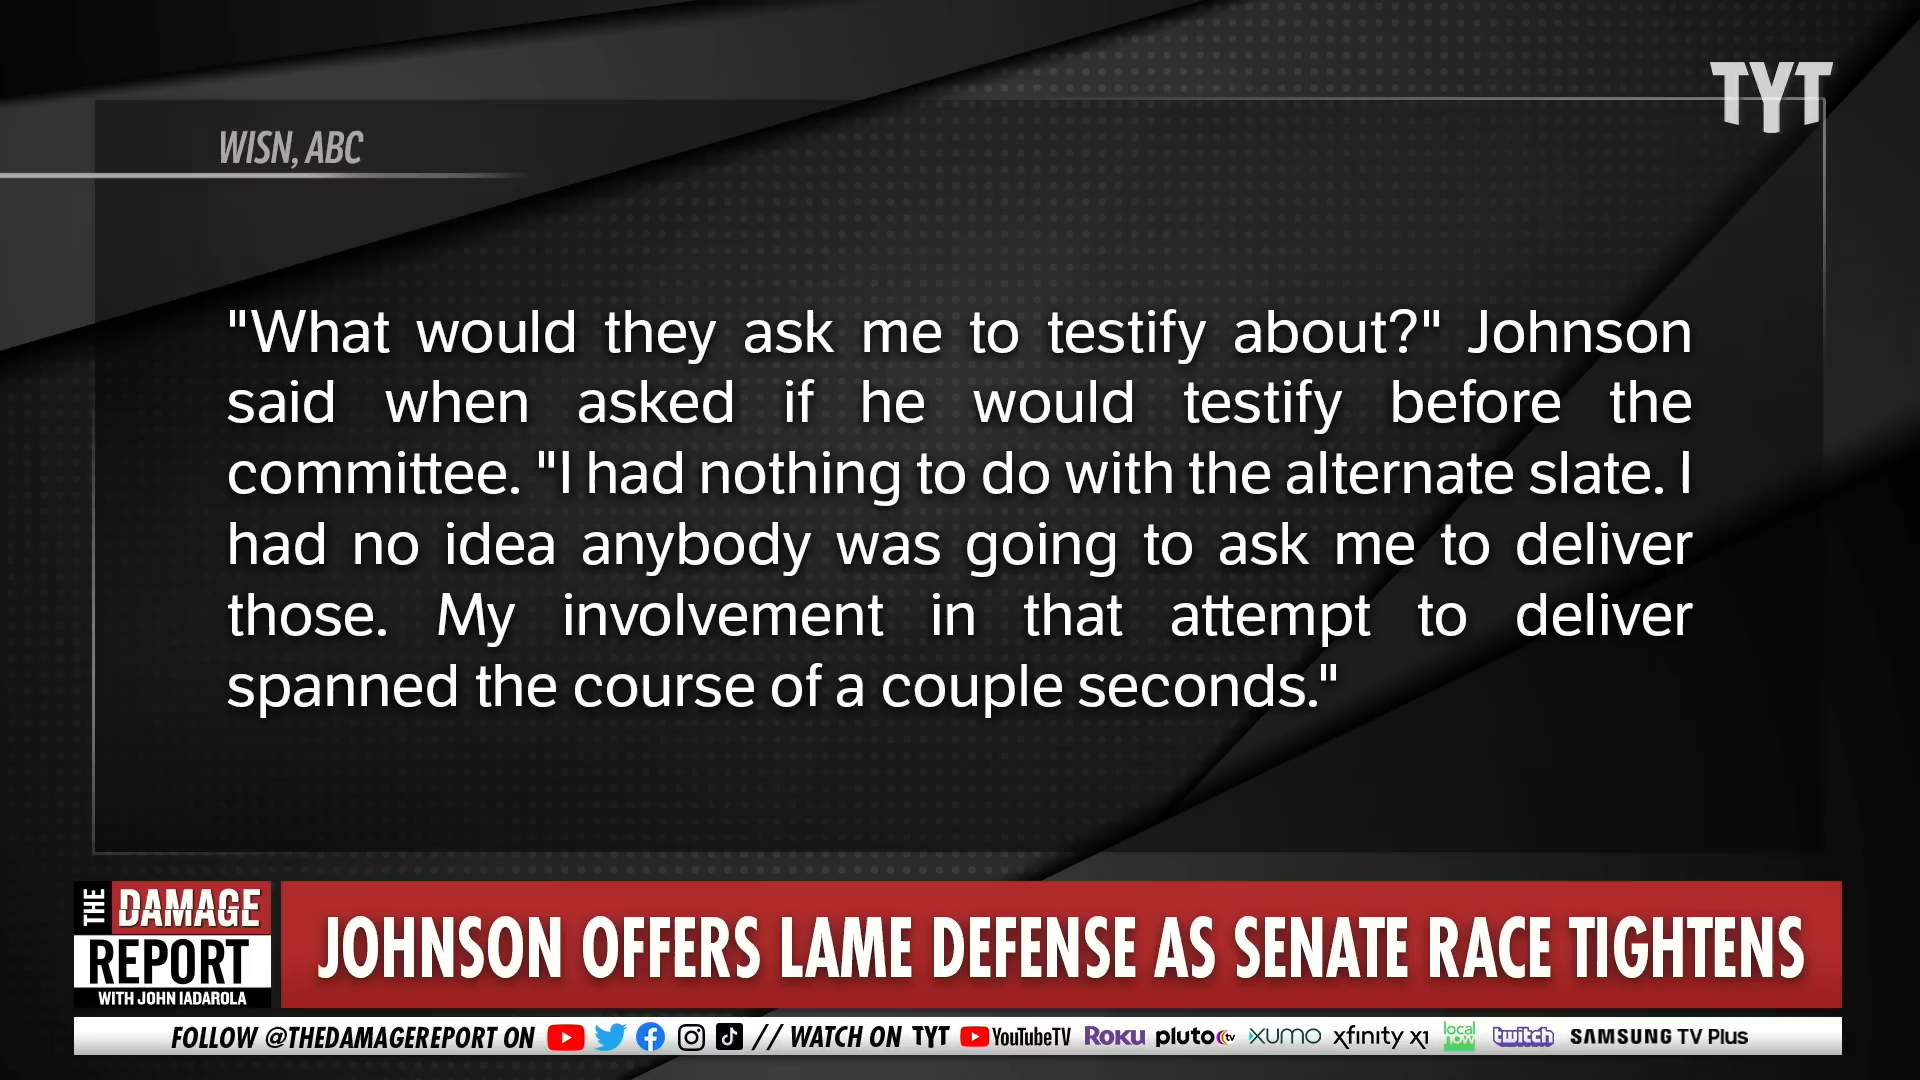 TYT
WISN, ABC
"What would they ask me to testify about?" Johnson
said when asked if he would testify before the
committee. "I had nothing to do with the alternate slate. I
had no idea anybody was going to ask me to deliver
those. My involvement in that attempt to deliver
spanned the course of a couple seconds."
THE DAMAGE
REPORT
WITH JOHN IADAROLA
JOHNSON OFFERS LAME DEFENSE AS SENATE RACE TIGHTENS
FOLLOW @THEDAMAGEREPORT ON // WATCH ON TYT YouTubeTV ROKU pluto tv XUMO xfinity x1 local now twitch SAMSUNG TV Plus